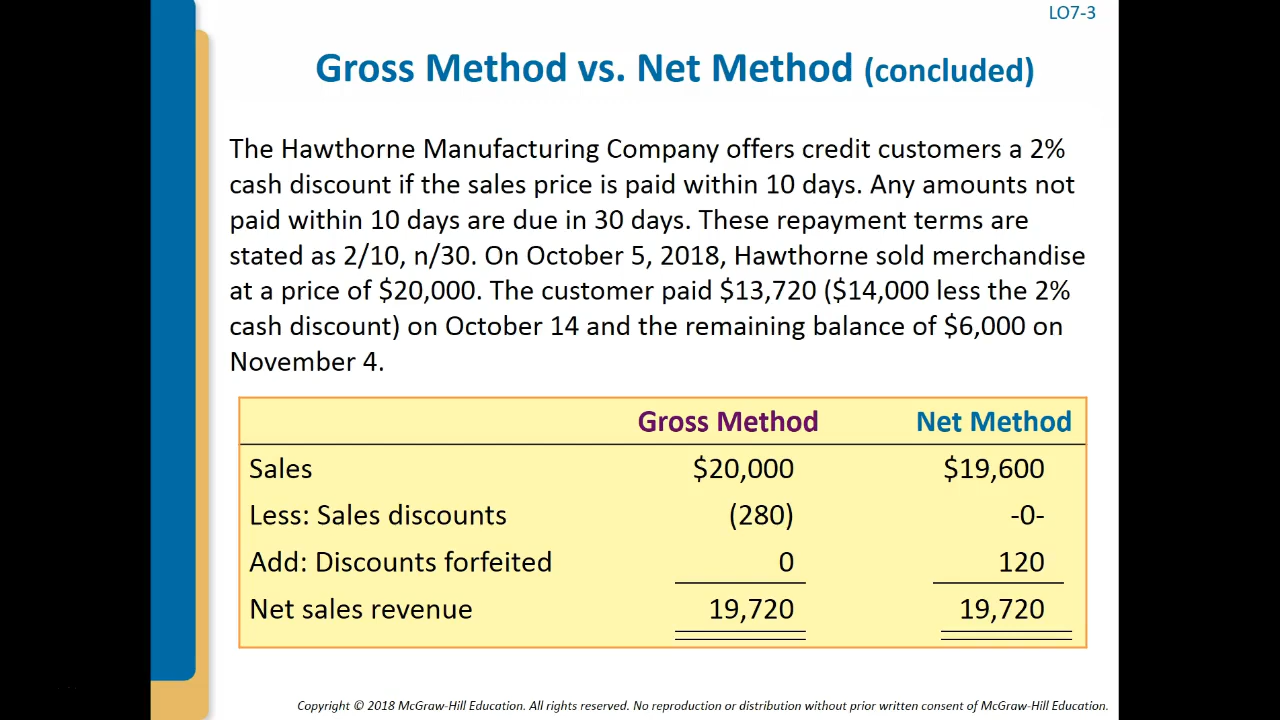 LO7-3
Gross Method vs. Net Method (concluded)
The Hawthorne Manufacturing Company offers credit customers a 2%
cash discount if the sales price is paid within 10 days. Any amounts not
paid within 10 days are due in 30 days. These repayment terms are
stated as 2/10, n/30. On October 5, 2018, Hawthorne sold merchandise
at a price of $20,000. The customer paid $13,720 ($14,000 less the 2%
cash discount) on October 14 and the remaining balance of $6,000 on
November 4.
Gross Method Net Method
Sales $20,000 $19,600
Less: Sales discounts (280) -0-
Add: Discounts forfeited 0 120
Net sales revenue 19,720 19,720
Copyright © 2018 McGraw-Hill Education. All rights reserved. No reproduction or distribution without prior written consent of McGraw-Hill Education.